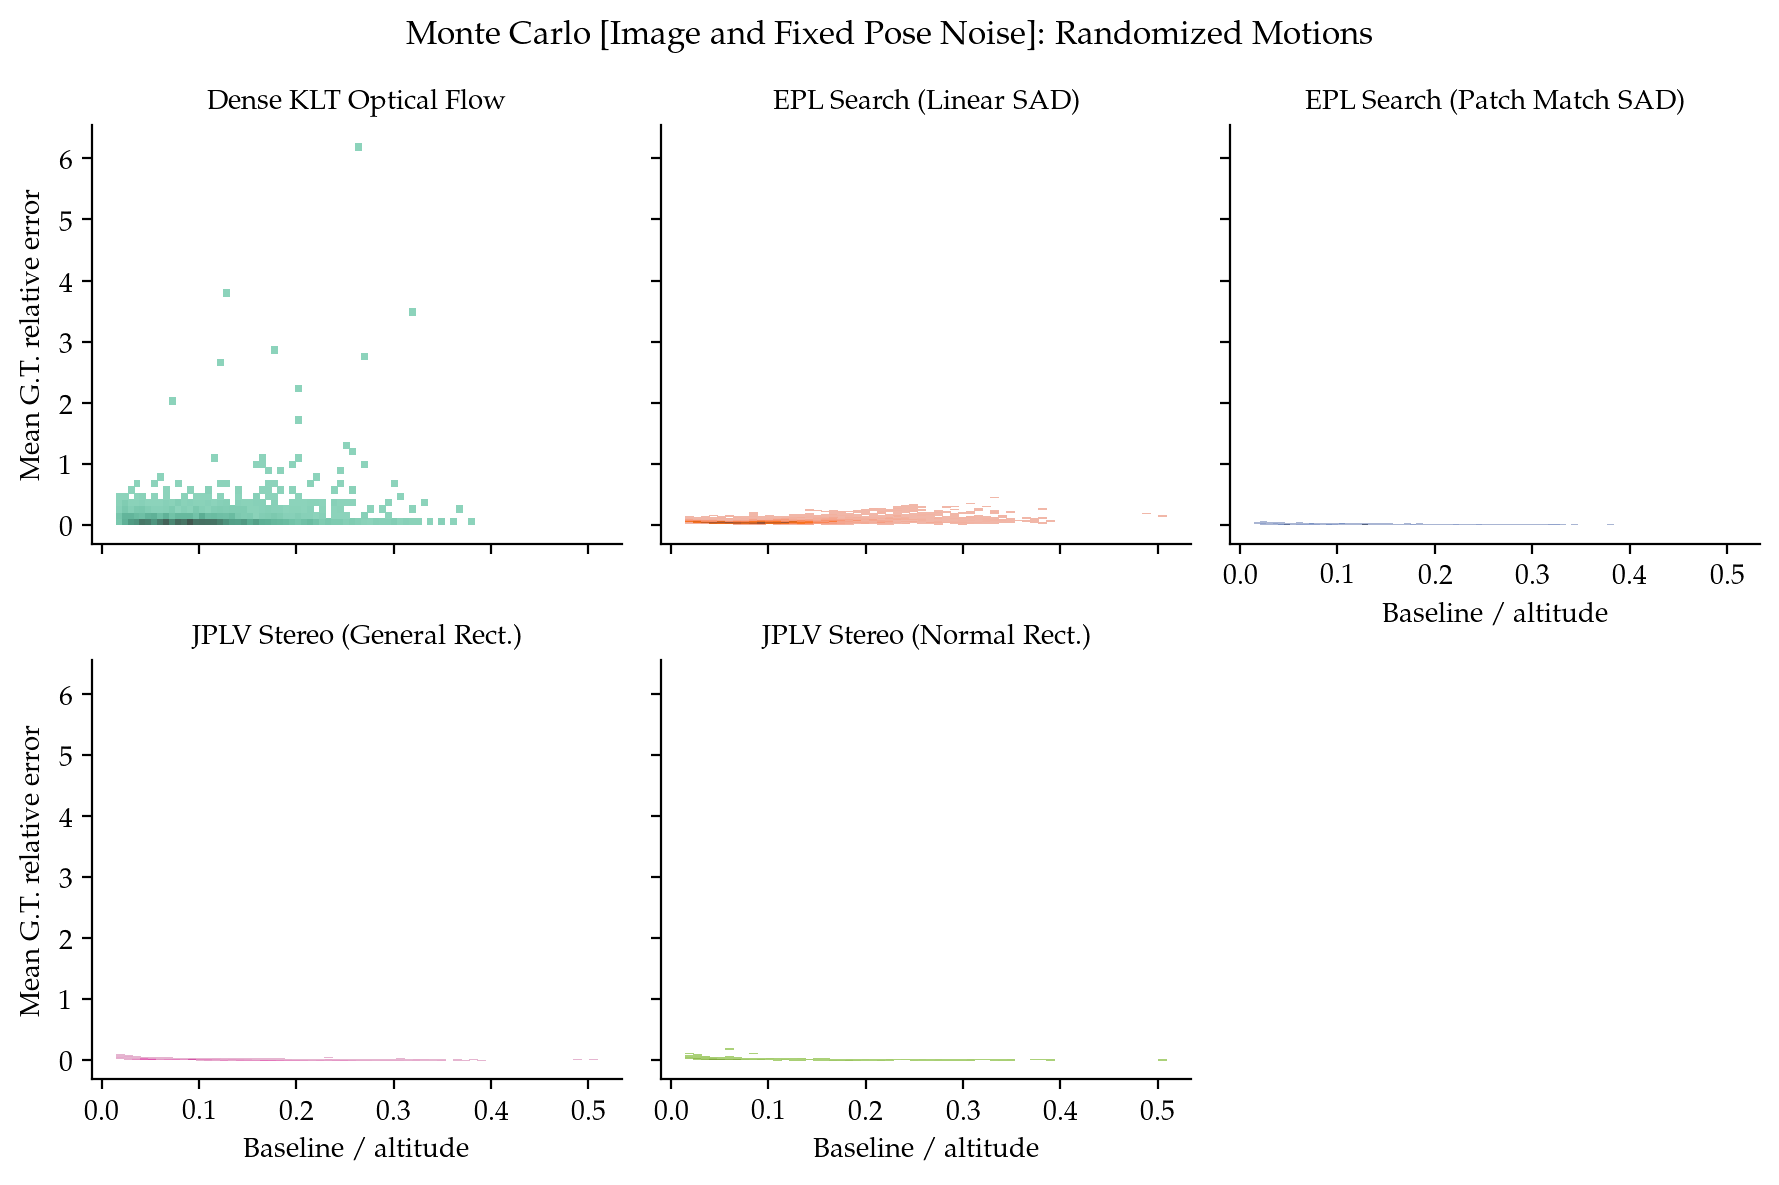 Monte Carlo [Image and Fixed Pose Noise]: Randomized Motions
Dense KLT Optical Flow
EPL Search (Linear SAD)
EPL Search (Patch Match SAD)
Mean G.T. relative error
6
5
4
3
2
1
0
0.0 0.1 0.2 0.3 0.4 0.5
Baseline / altitude
JPLV Stereo (General Rect.)
JPLV Stereo (Normal Rect.)
Mean G.T. relative error
6
5
4
3
2
1
0
0.0 0.1 0.2 0.3 0.4 0.5
Baseline / altitude
0.0 0.1 0.2 0.3 0.4 0.5
Baseline / altitude